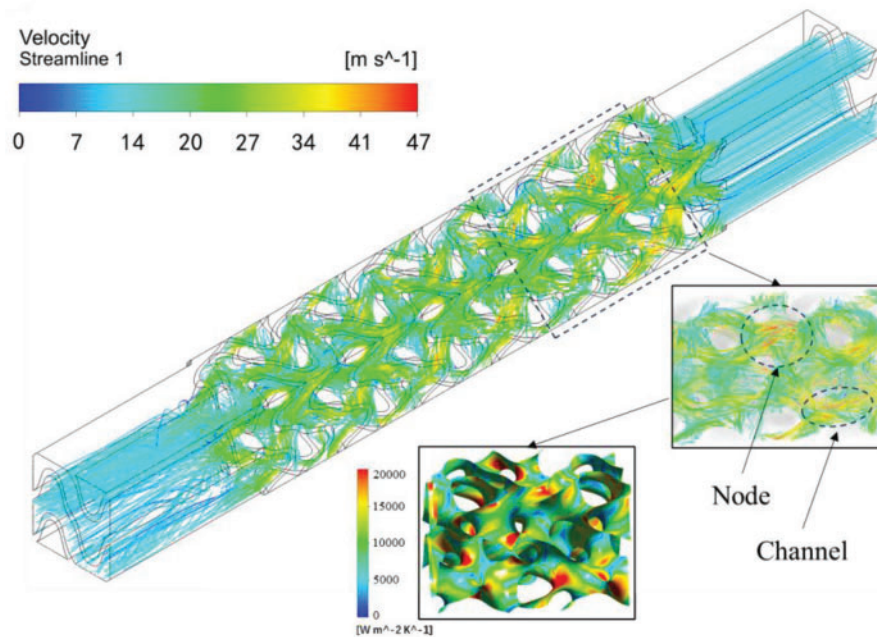 Velocity
Streamline 1 [m s^-1]
0 7 14 20 27 34 41 47
Node
Channel
20000
15000
10000
5000
0
[W m^-2 K^-1]